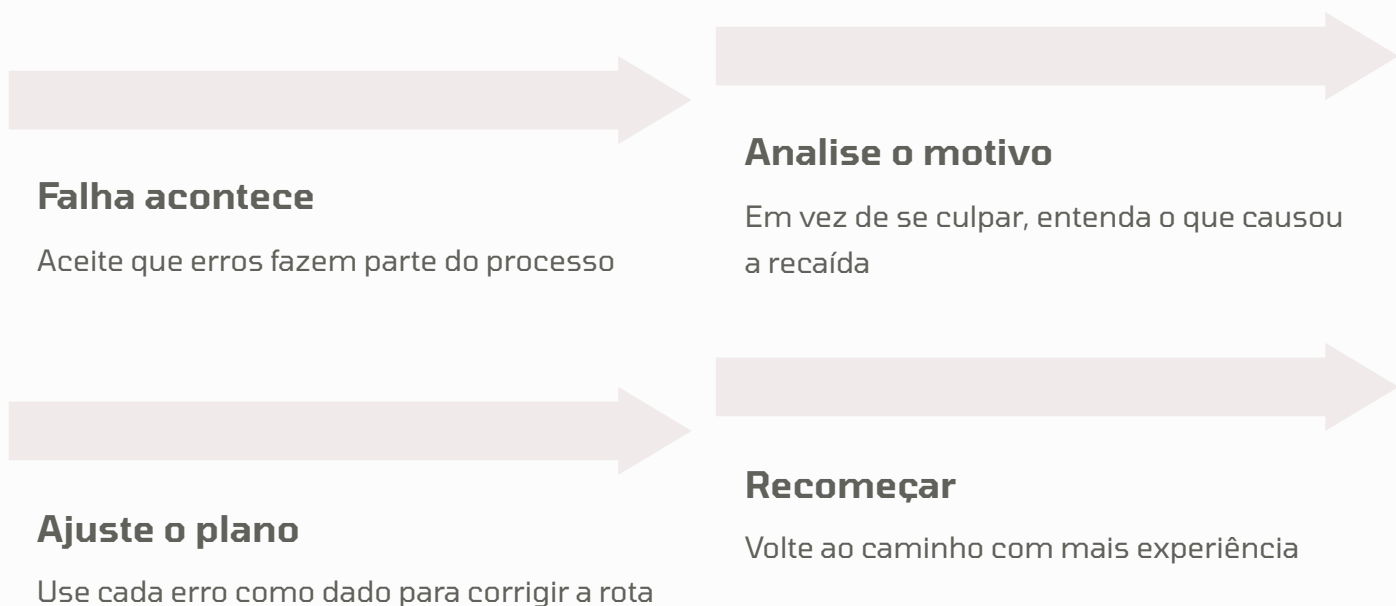 Falha acontece
Aceite que erros fazem parte do processo
Analise o motivo
Em vez de se culpar, entenda o que causou
a recaída
Ajuste o plano
Use cada erro como dado para corrigir a rota
Recomeçar
Volte ao caminho com mais experiência